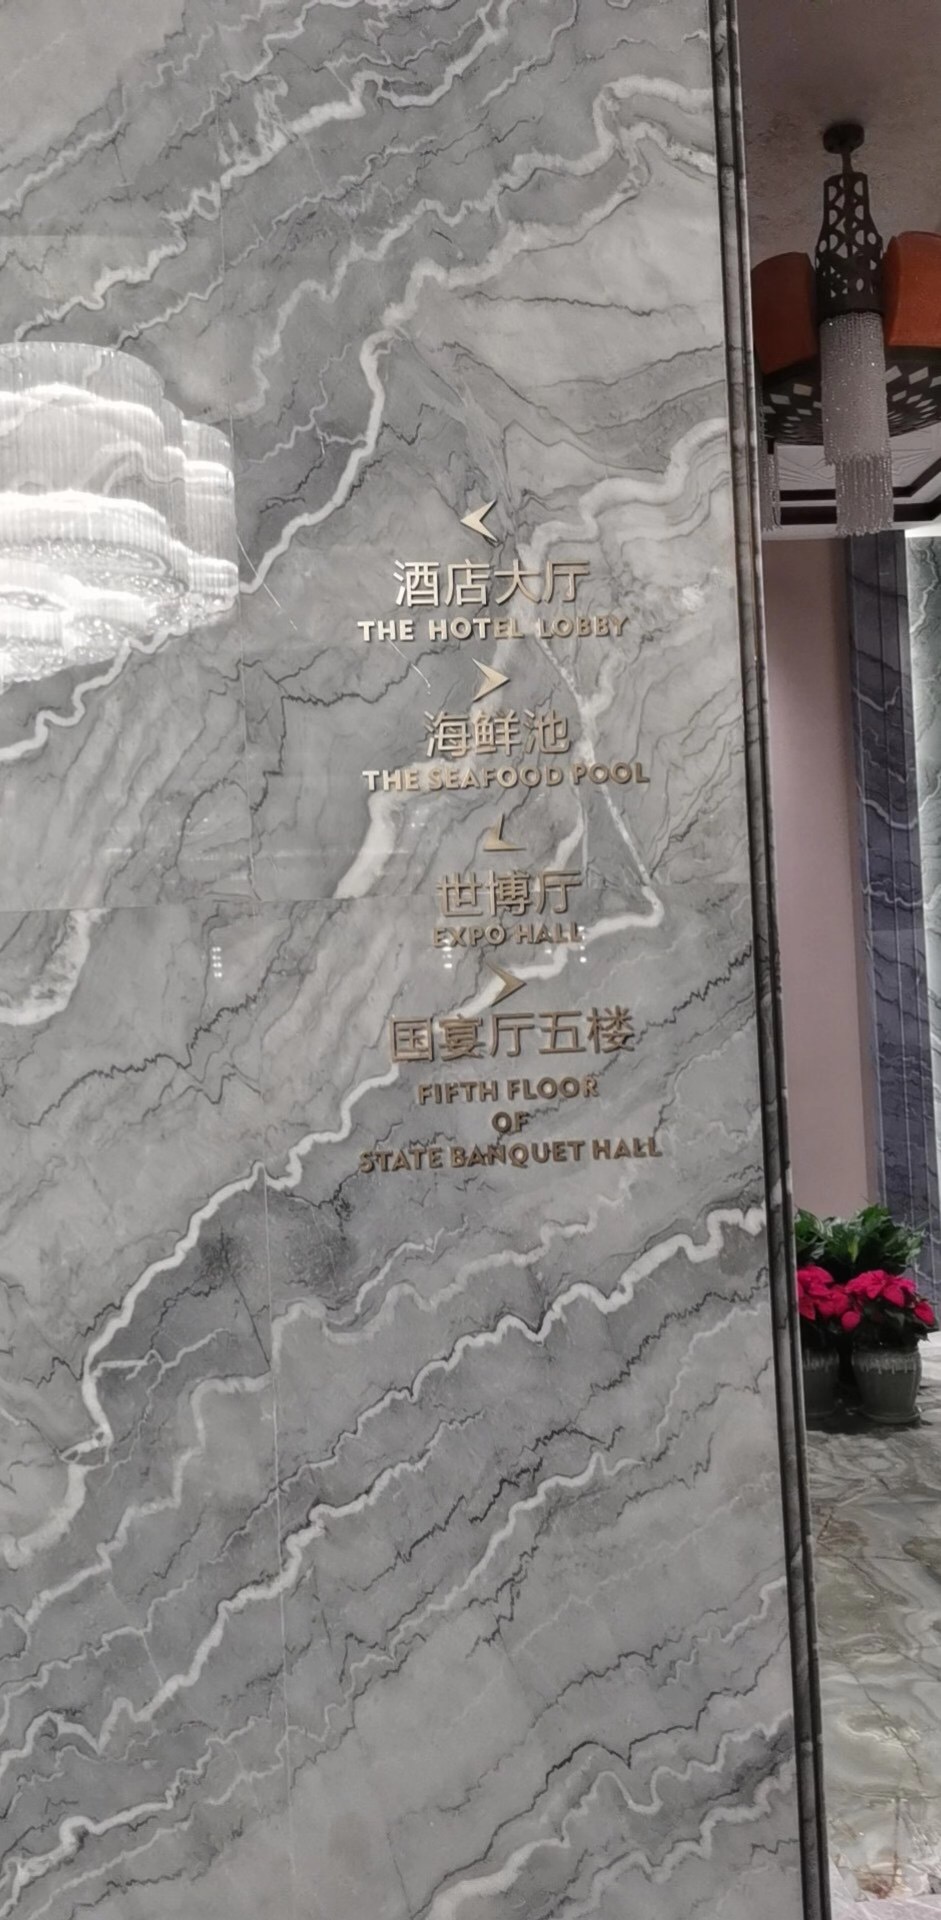 酒店大厅
THE HOTEL LOBBY
海鲜池
THE SEAFOOD POOL
世博厅
EXPO HALL
国宴厅五楼
FIFTH FLOOR
OF
STATE BANQUET HALL